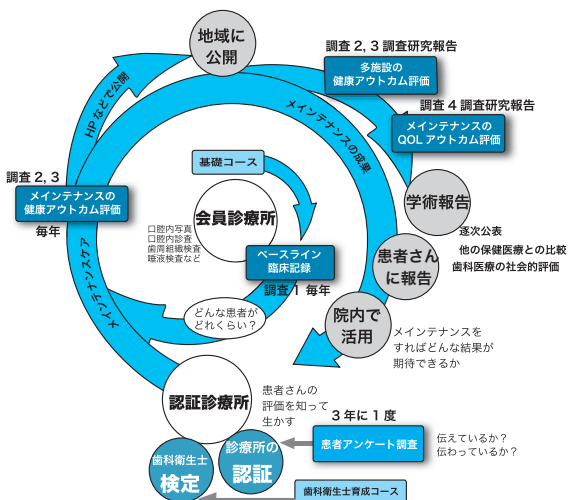 地域に
公開
調査２, ３調査研究報告
多施設の
健康アウトカム評価
調査４調査研究報告
メインテナンスの
QOL アウトカム評価
HPなどで公開
メインテナンスの成果
基礎コース
調査２, ３
メインテナンスの
健康アウトカム評価
毎年
会員診療所
口腔内写真
口腔内診査
歯周組織検査
唾液検査など
学術報告
逐次公表
他の保健医療との比較
歯科医療の社会的評価
ベースライン
臨床記録
調査１毎年
患者さん
に報告
メインテナンスケア
どんな患者が
どれくらい？
院内で
活用
メインテナンスを
すればどんな結果が
期待できるか
認証診療所
患者さんの
評価を知って
生かす
３年に１度
患者アンケート調査
伝えているか？
伝わっているか？
歯科衛生士
検定
診療所の
認証
歯科衛生士育成コース